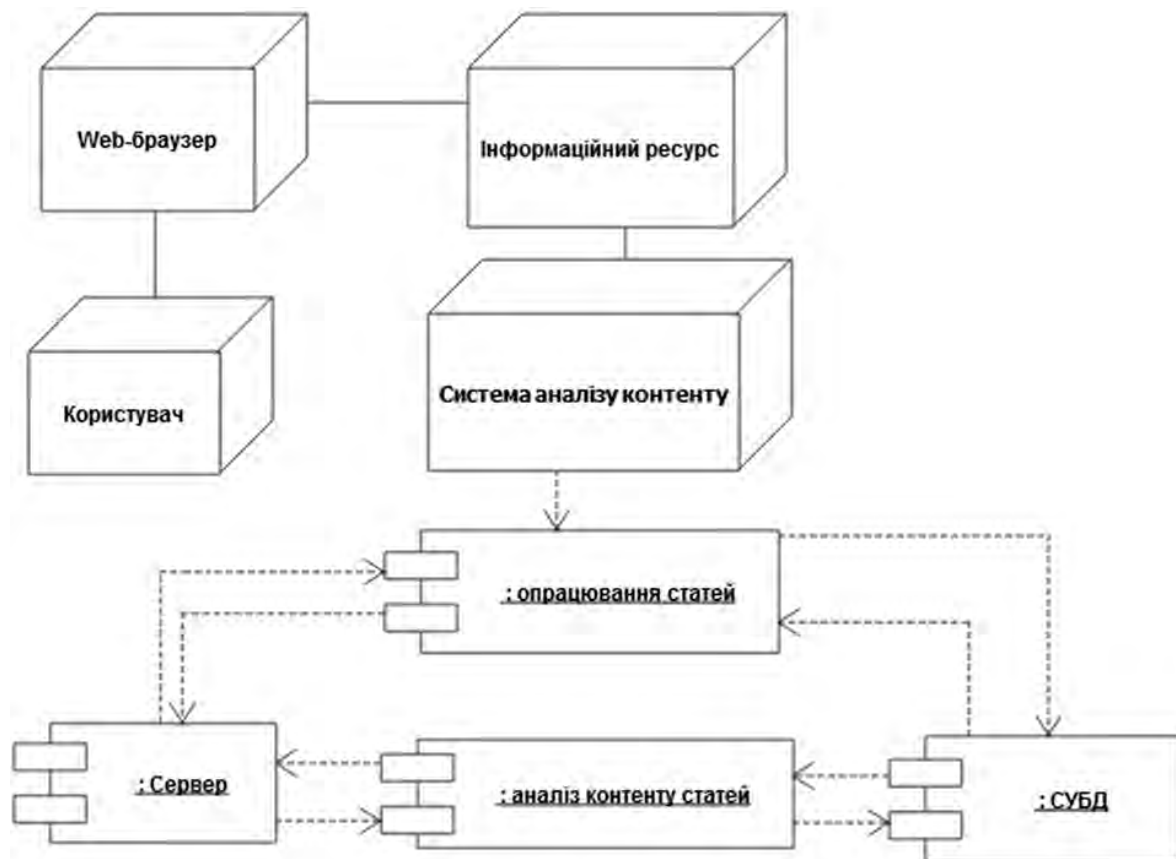 Web-браузер
Інформаційний ресурс
Користувач
Система аналізу контенту
: опрацювання статей
: Сервер
: аналіз контенту статей
: СУБД